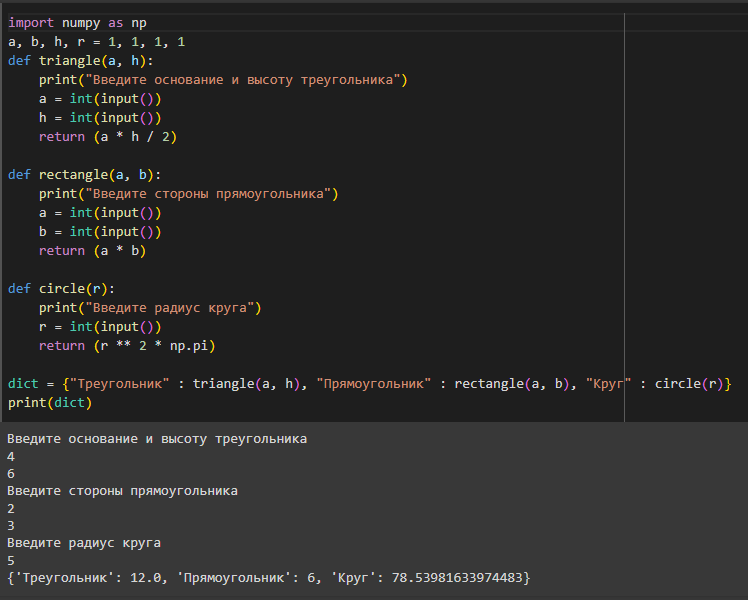 import numpy as np
a, b, h, r = 1, 1, 1, 1
def triangle(a, h):
    print("Введите основание и высоту треугольника")
    a = int(input())
    h = int(input())
    return (a * h / 2)

def rectangle(a, b):
    print("Введите стороны прямоугольника")
    a = int(input())
    b = int(input())
    return (a * b)

def circle(r):
    print("Введите радиус круга")
    r = int(input())
    return (r ** 2 * np.pi)

dict = {"Треугольник" : triangle(a, h), "Прямоугольник" : rectangle(a, b), "Круг" : circle(r)}
print(dict)
Введите основание и высоту треугольника
4
6
Введите стороны прямоугольника
2
3
Введите радиус круга
5
{'Треугольник': 12.0, 'Прямоугольник': 6, 'Круг': 78.53981633974483}